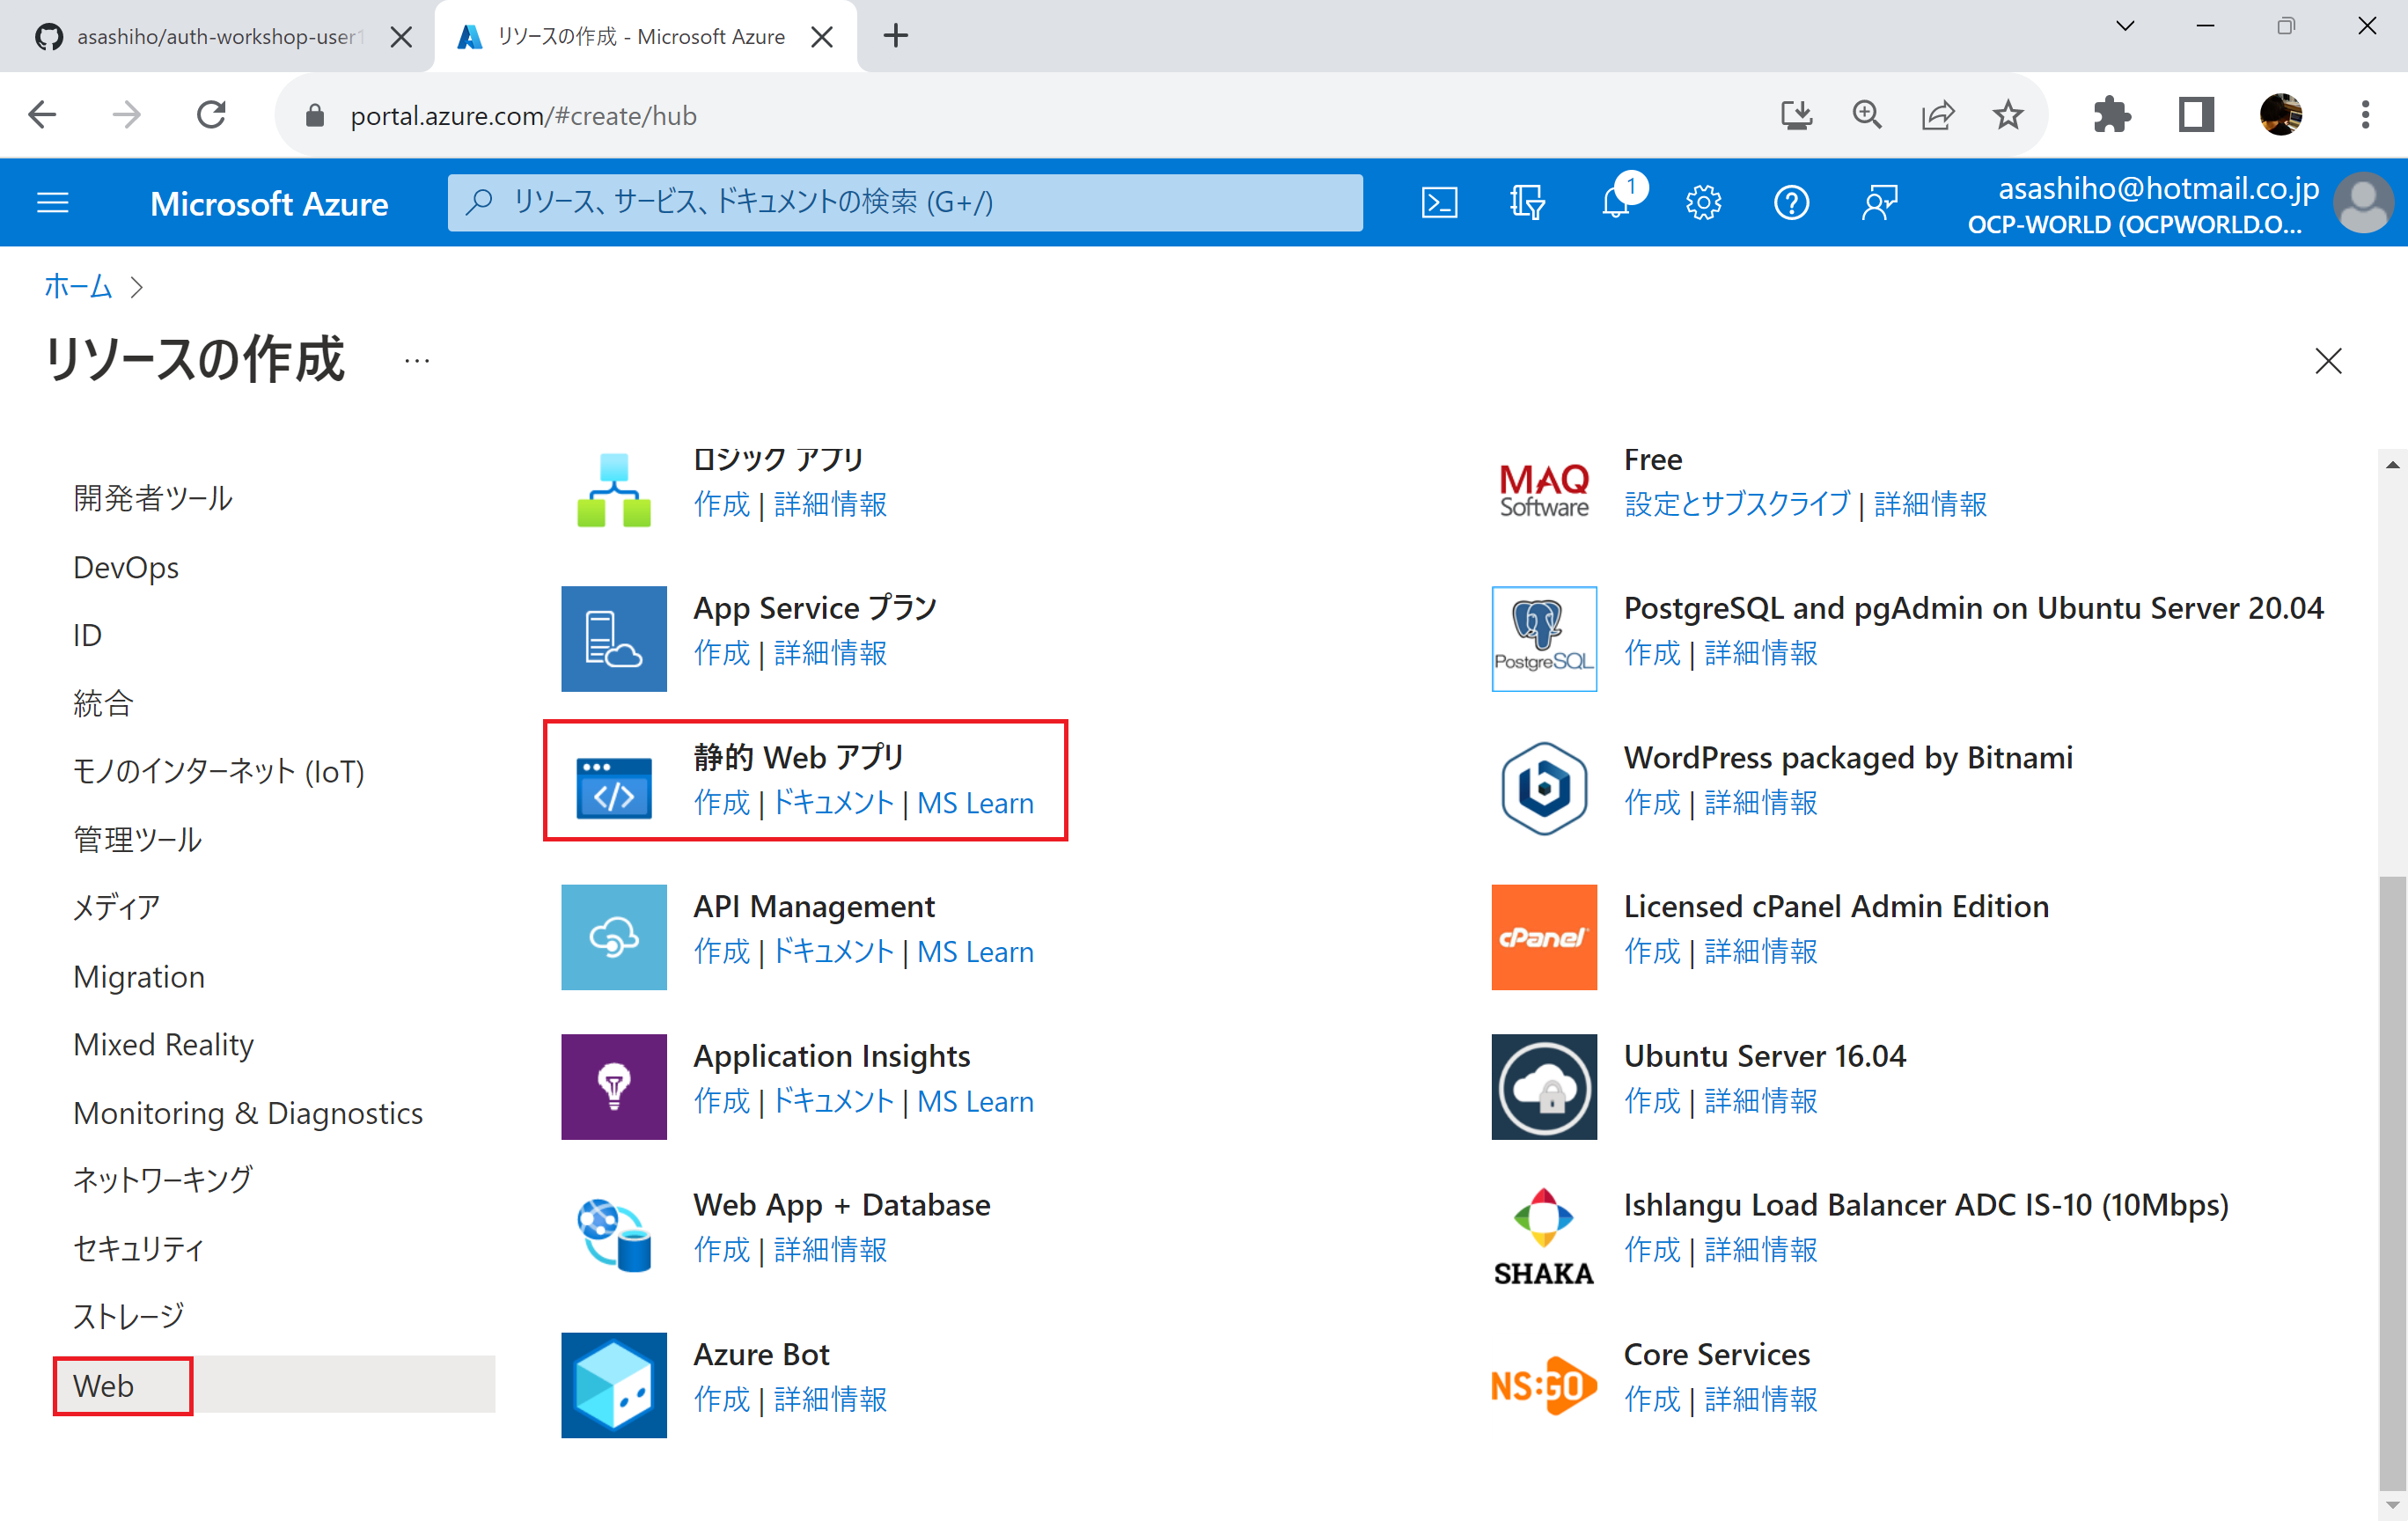 asashiho/auth-workshop-user1
リソースの作成 - Microsoft Azure
portal.azure.com/#create/hub
Microsoft Azure
リソース、サービス、ドキュメントの検索 (G+/)
1
asashiho@hotmail.co.jp
OCP-WORLD (OCPWORLD.O...
ホーム
リソースの作成 ...
開発者ツール
DevOps
ID
統合
モノのインターネット (IoT)
管理ツール
メディア
Migration
Mixed Reality
Monitoring & Diagnostics
ネットワーキング
セキュリティ
ストレージ
Web
ロジック アプリ
作成 | 詳細情報
App Service プラン
作成 | 詳細情報
静的 Web アプリ
作成 | ドキュメント | MS Learn
API Management
作成 | ドキュメント | MS Learn
Application Insights
作成 | ドキュメント | MS Learn
Web App + Database
作成 | 詳細情報
Azure Bot
作成 | 詳細情報
MAQ
Software
Free
設定とサブスクライブ | 詳細情報
PostgreSQL
PostgreSQL and pgAdmin on Ubuntu Server 20.04
作成 | 詳細情報
WordPress packaged by Bitnami
作成 | 詳細情報
cPanel
Licensed cPanel Admin Edition
作成 | 詳細情報
Ubuntu Server 16.04
作成 | 詳細情報
SHAKA
Ishlangu Load Balancer ADC IS-10 (10Mbps)
作成 | 詳細情報
NS:GO
Core Services
作成 | 詳細情報